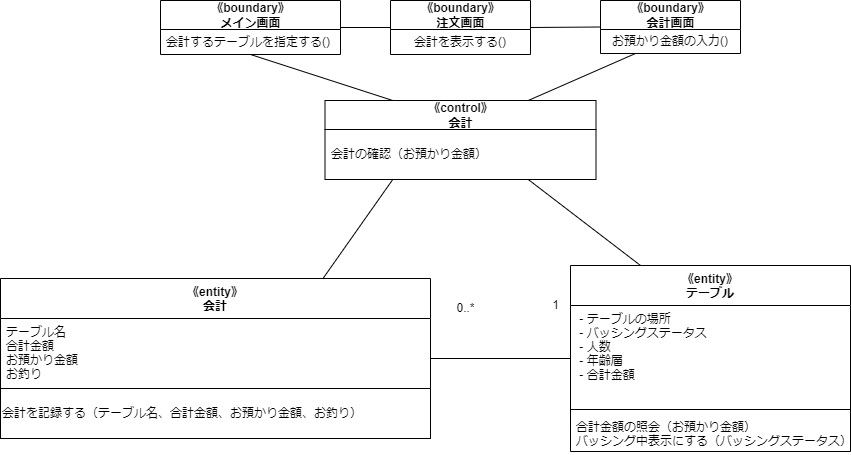 《boundary》
メイン画面
会計するテーブルを指定する()
《boundary》
注文画面
会計を表示する()
《boundary》
会計画面
お預かり金額の入力()
《control》
会計
会計の確認（お預かり金額）
《entity》
会計
テーブル名
合計金額
お預かり金額
お釣り
会計を記録する（テーブル名、合計金額、お預かり金額、お釣り）
0..*
1
《entity》
テーブル
- テーブルの場所
- バッシングステータス
- 人数
- 年齢層
- 合計金額
合計金額の照会（お預かり金額）
バッシング中表示にする（バッシングステータス）